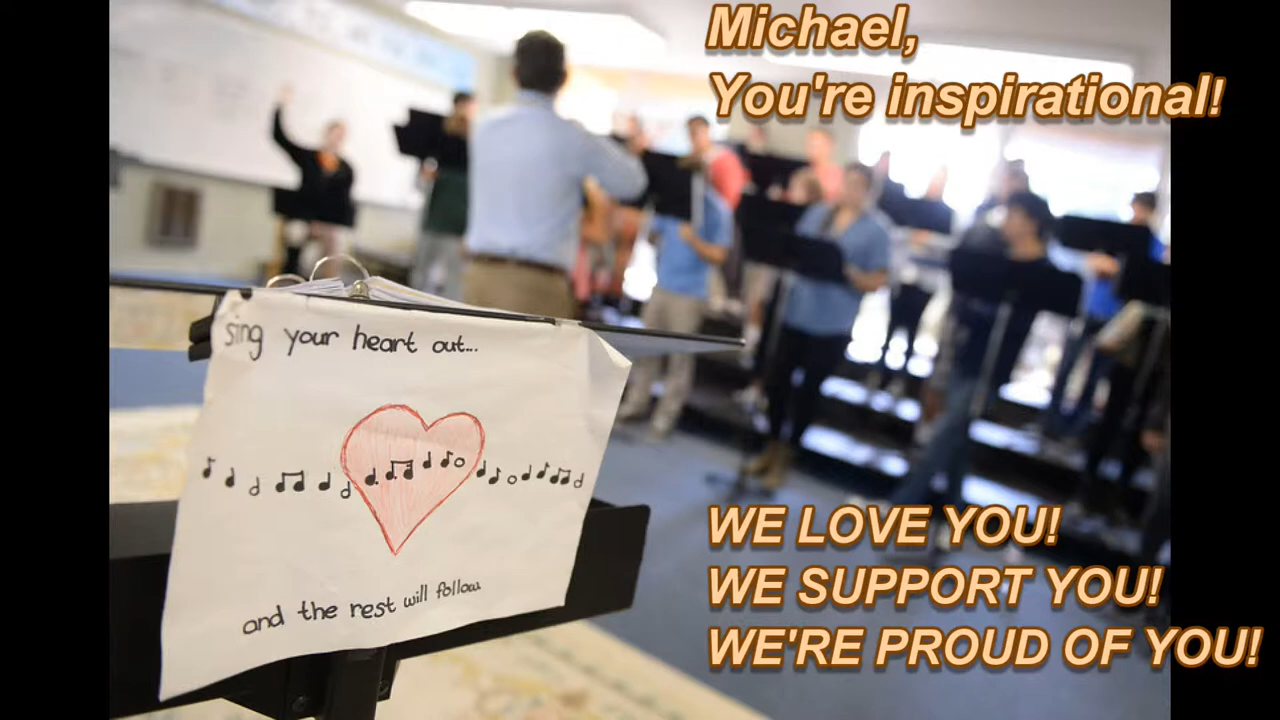 Michael,
You're inspirational!
sing your heart out...
and the rest will follow
WE LOVE YOU!
WE SUPPORT YOU!
WE'RE PROUD OF YOU!